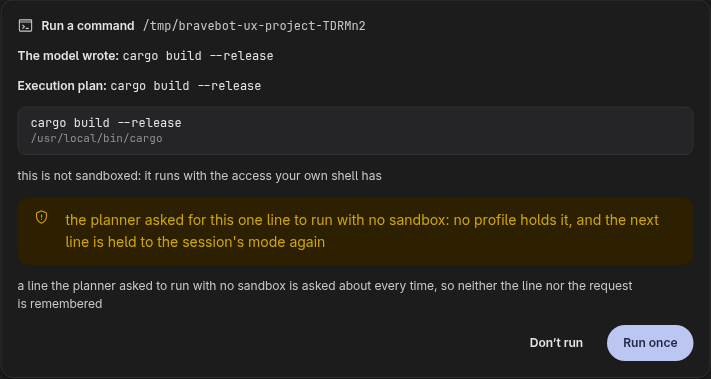 Run a command /tmp/bravebot-ux-project-TDRMn2
The model wrote: cargo build --release
Execution plan: cargo build --release
cargo build --release
/usr/local/bin/cargo
this is not sandboxed: it runs with the access your own shell has
the planner asked for this one line to run with no sandbox: no profile holds it, and the next
line is held to the session's mode again
a line the planner asked to run with no sandbox is asked about every time, so neither the line nor the request
is remembered
Don't run Run once